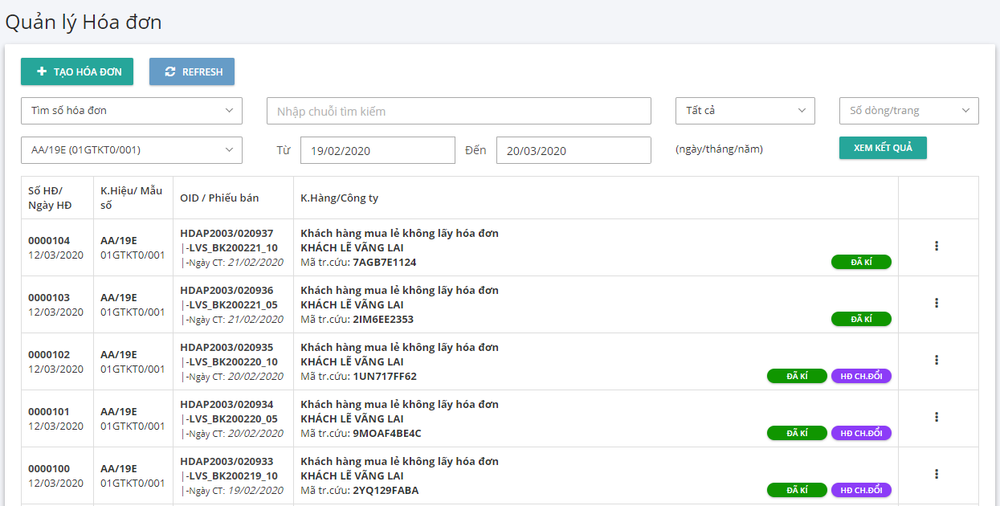 Quản lý Hóa đơn
TẠO HÓA ĐƠN REFRESH
Tìm số hóa đơn Nhập chuỗi tìm kiếm Tất cả Số dòng/trang
AA/19E (01GTKT0/001) Từ 19/02/2020 Đến 20/03/2020 (ngày/tháng/năm) XEM KẾT QUẢ
Số HĐ/ Ngày HĐ K.Hiệu/ Mẫu số OID / Phiếu bán K.Hàng/Công ty
0000104 AA/19E HDAP2003/020937 Khách hàng mua lẻ không lấy hóa đơn
12/03/2020 01GTKT0/001 |-LVS_BK200221_10 KHÁCH LẼ VÃNG LAI
|-Ngày CT: 21/02/2020 Mã tr.cứu: 7AGB7E1124 ĐÃ KÍ
0000103 AA/19E HDAP2003/020936 Khách hàng mua lẻ không lấy hóa đơn
12/03/2020 01GTKT0/001 |-LVS_BK200221_05 KHÁCH LẼ VÃNG LAI
|-Ngày CT: 21/02/2020 Mã tr.cứu: 2IM6EE2353 ĐÃ KÍ
0000102 AA/19E HDAP2003/020935 Khách hàng mua lẻ không lấy hóa đơn
12/03/2020 01GTKT0/001 |-LVS_BK200220_10 KHÁCH LẼ VÃNG LAI
|-Ngày CT: 20/02/2020 Mã tr.cứu: 1UN717FF62 ĐÃ KÍ HĐ CH.ĐỔI
0000101 AA/19E HDAP2003/020934 Khách hàng mua lẻ không lấy hóa đơn
12/03/2020 01GTKT0/001 |-LVS_BK200220_05 KHÁCH LẼ VÃNG LAI
|-Ngày CT: 20/02/2020 Mã tr.cứu: 9MOAF4BE4C ĐÃ KÍ HĐ CH.ĐỔI
0000100 AA/19E HDAP2003/020933 Khách hàng mua lẻ không lấy hóa đơn
12/03/2020 01GTKT0/001 |-LVS_BK200219_10 KHÁCH LẼ VÃNG LAI
|-Ngày CT: 19/02/2020 Mã tr.cứu: 2YQ129FABA ĐÃ KÍ HĐ CH.ĐỔI